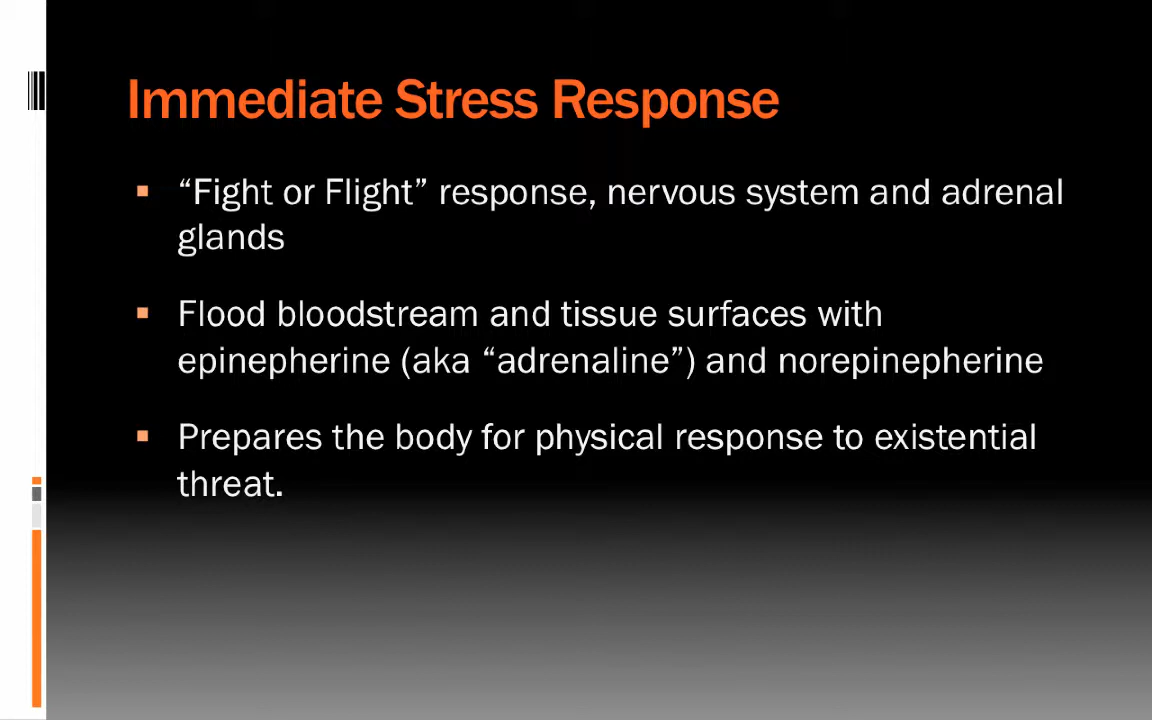 Immediate Stress Response
▪ “Fight or Flight” response, nervous system and adrenal
glands
▪ Flood bloodstream and tissue surfaces with
epinepherine (aka “adrenaline”) and norepinepherine
▪ Prepares the body for physical response to existential
threat.